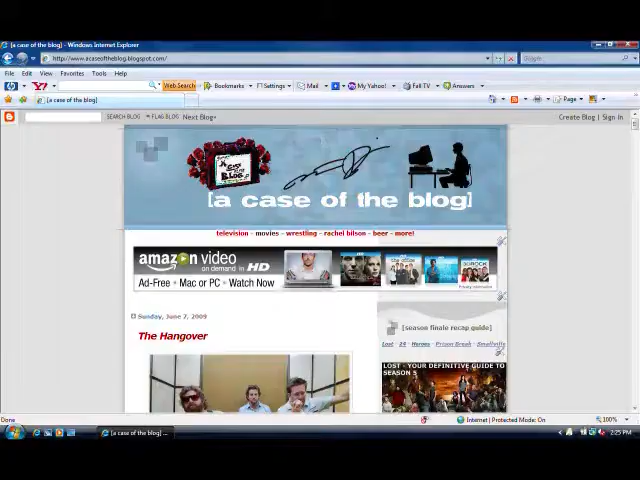 [a case of the blog] - Windows Internet Explorer
http://www.acaseoftheblog.blogspot.com/
Google
File Edit View Favorites Tools Help
Web Search Bookmarks Settings Mail My Yahoo! Fall TV Answers
[a case of the blog] Page
SEARCH BLOG FLAG BLOG Next Blog» Create Blog | Sign In
[a case of the blog]
television - movies - wrestling - rachel bilson - beer - more!
amazon video
on demand in HD
Ad-Free • Mac or PC • Watch Now
Sunday, June 7, 2009
The Hangover
[season finale recap guide]
Lost 24 Heroes Prison Break Smallville
LOST - YOUR DEFINITIVE GUIDE TO
SEASON 5
Done Internet | Protected Mode: On 100%
[a case of the blog] ... 2:25 PM